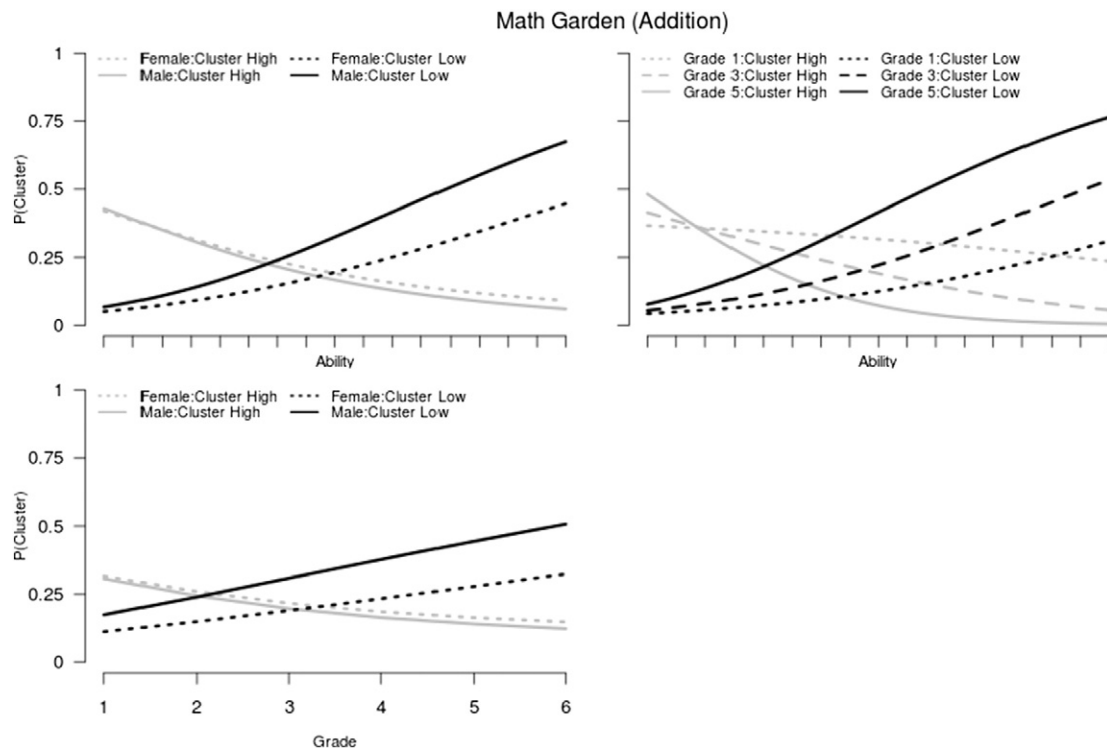 Math Garden (Addition)
Female:Cluster High
Female:Cluster Low
Male:Cluster High
Male:Cluster Low
1
0.75
0.5
0.25
0
P(Cluster)
Ability
Grade 1:Cluster High
Grade 1:Cluster Low
Grade 3:Cluster High
Grade 3:Cluster Low
Grade 5:Cluster High
Grade 5:Cluster Low
Ability
Female:Cluster High
Female:Cluster Low
Male:Cluster High
Male:Cluster Low
1
0.75
0.5
0.25
0
P(Cluster)
1 2 3 4 5 6
Grade